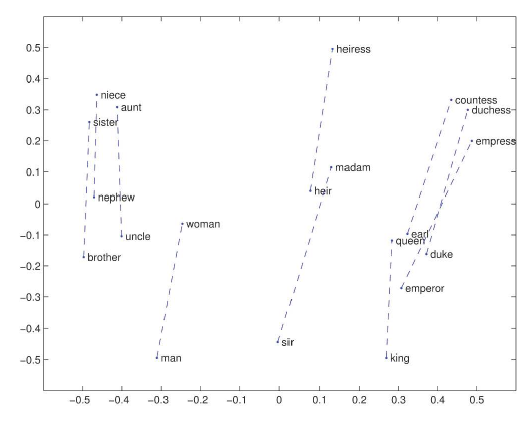 0.5
0.4
0.3
0.2
0.1
0
−0.1
−0.2
−0.3
−0.4
−0.5
heiress
niece
aunt
countess
duchess
sister
empress
madam
nephew
heir
woman
earl
uncle
queen
brother
duke
emperor
siir
man
king
−0.5 −0.4 −0.3 −0.2 −0.1 0 0.1 0.2 0.3 0.4 0.5